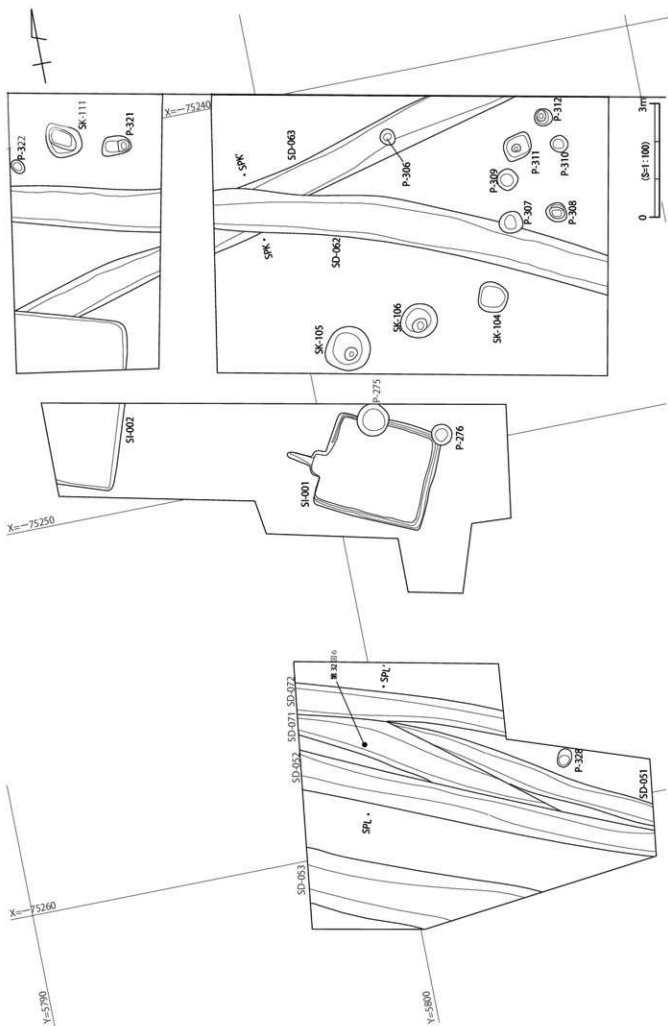 X=−75240
SK-111
P-321
P-322
SPK'
SD-063
P-306
P-312
P-311
P-310
P-309
P-307
P-308
SPK
SD-062
SK-105
SK-106
SK-104
3m
(S=1:100)
0
SI-002
P-275
P-276
SI-001
X=−75250
SPL'
SD-072
SD-071
SD-052
P-328
SD-051
SPL
SD-053
X=−75260
Y=5790
Y=5800